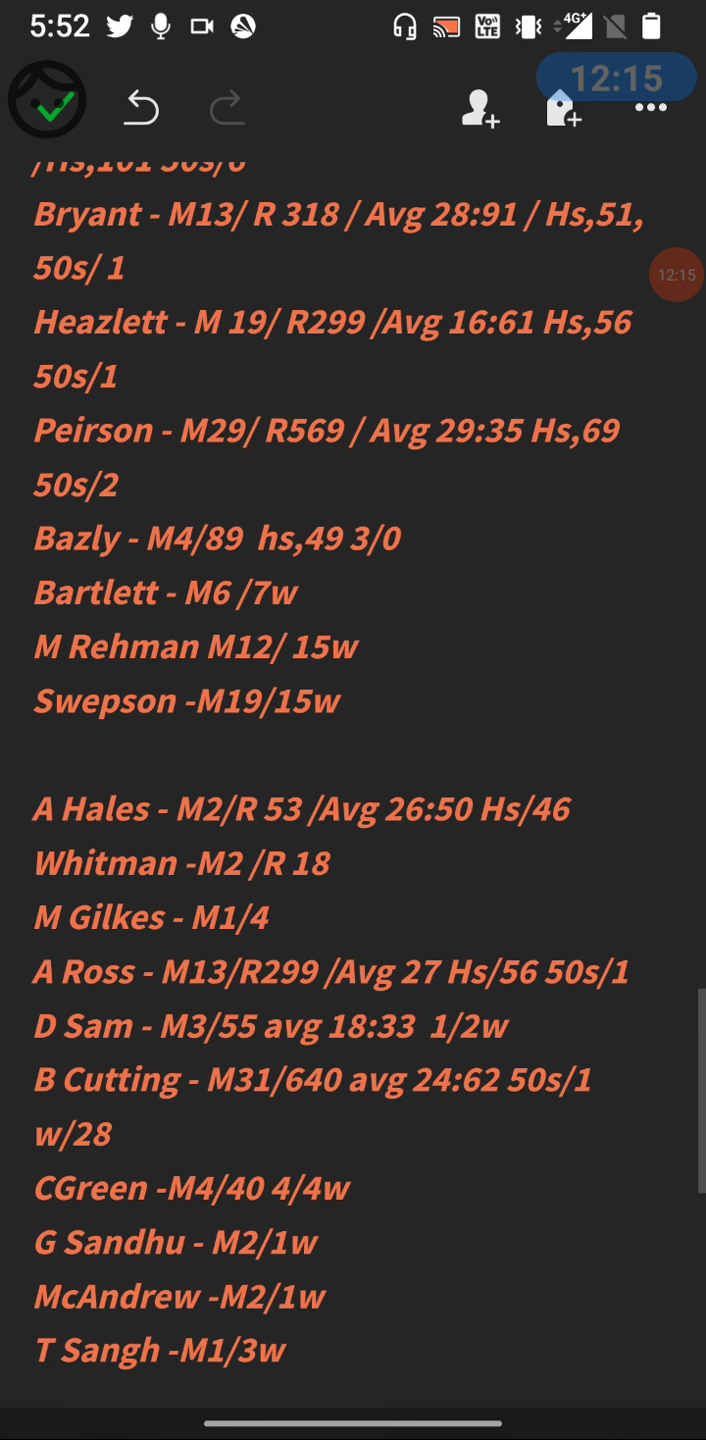 5:52
Vo LTE
4G+
12:15
Bryant - M13/ R 318 / Avg 28:91 / Hs,51,
50s/ 1
12:15
Heazlett - M 19/ R299 /Avg 16:61 Hs,56
50s/1
Peirson - M29/ R569 / Avg 29:35 Hs,69
50s/2
Bazly - M4/89  hs,49 3/0
Bartlett - M6 /7w
M Rehman M12/ 15w
Swepson -M19/15w
A Hales - M2/R 53 /Avg 26:50 Hs/46
Whitman -M2 /R 18
M Gilkes - M1/4
A Ross - M13/R299 /Avg 27 Hs/56 50s/1
D Sam - M3/55 avg 18:33  1/2w
B Cutting - M31/640 avg 24:62 50s/1
w/28
CGreen -M4/40 4/4w
G Sandhu - M2/1w
McAndrew -M2/1w
T Sangh -M1/3w